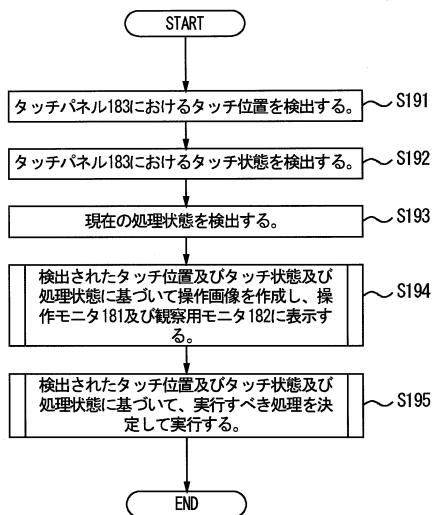 START
タッチパネル183におけるタッチ位置を検出する。
S191
タッチパネル183におけるタッチ状態を検出する。
S192
現在の処理状態を検出する。
S193
検出されたタッチ位置及びタッチ状態及び
処理状態に基づいて操作画像を作成し、操
作モニタ181及び観察用モニタ182に表示す
る。
S194
検出されたタッチ位置及びタッチ状態及び
処理状態に基づいて、実行すべき処理を決
定して実行する。
S195
END